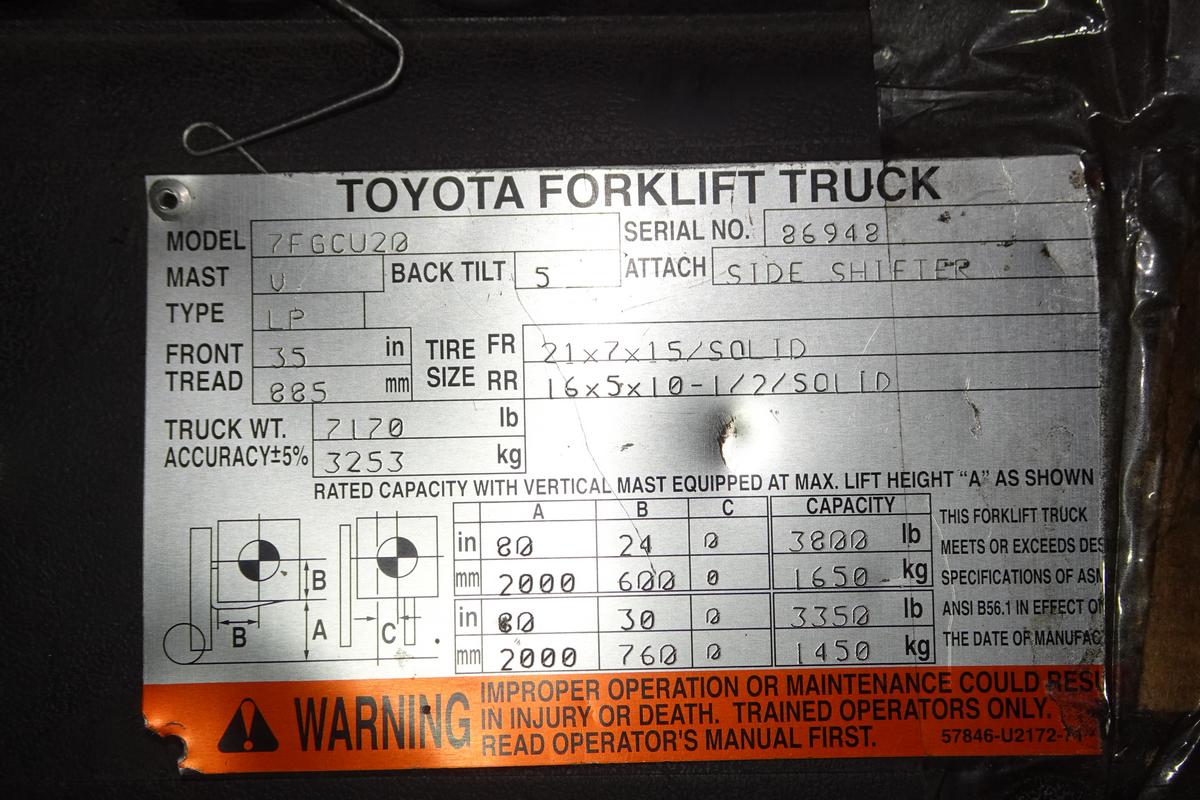 TOYOTA FORKLIFT TRUCK
MODEL 7FGCU20 SERIAL NO. 86948
MAST V BACK TILT 5 ATTACH SIDE SHIFTER
TYPE LP
FRONT TREAD 35 in 885 mm
TIRE SIZE FR 21x7x15/SOLID
RR 16x5x10-1/2/SOLID
TRUCK WT. 7170 lb
ACCURACY±5% 3253 kg
RATED CAPACITY WITH VERTICAL MAST EQUIPPED AT MAX. LIFT HEIGHT “A” AS SHOWN
A B C CAPACITY
in 80 24 0 3800 lb
mm 2000 600 0 1650 kg
in 80 30 0 3350 lb
mm 2000 760 0 1450 kg
B B A C
THIS FORKLIFT TRUCK
MEETS OR EXCEEDS DES
SPECIFICATIONS OF ASM
ANSI B56.1 IN EFFECT O
THE DATE OF MANUFAC
WARNING
IMPROPER OPERATION OR MAINTENANCE COULD RESU
IN INJURY OR DEATH. TRAINED OPERATORS ONLY.
READ OPERATOR'S MANUAL FIRST.
57846-U2172-71